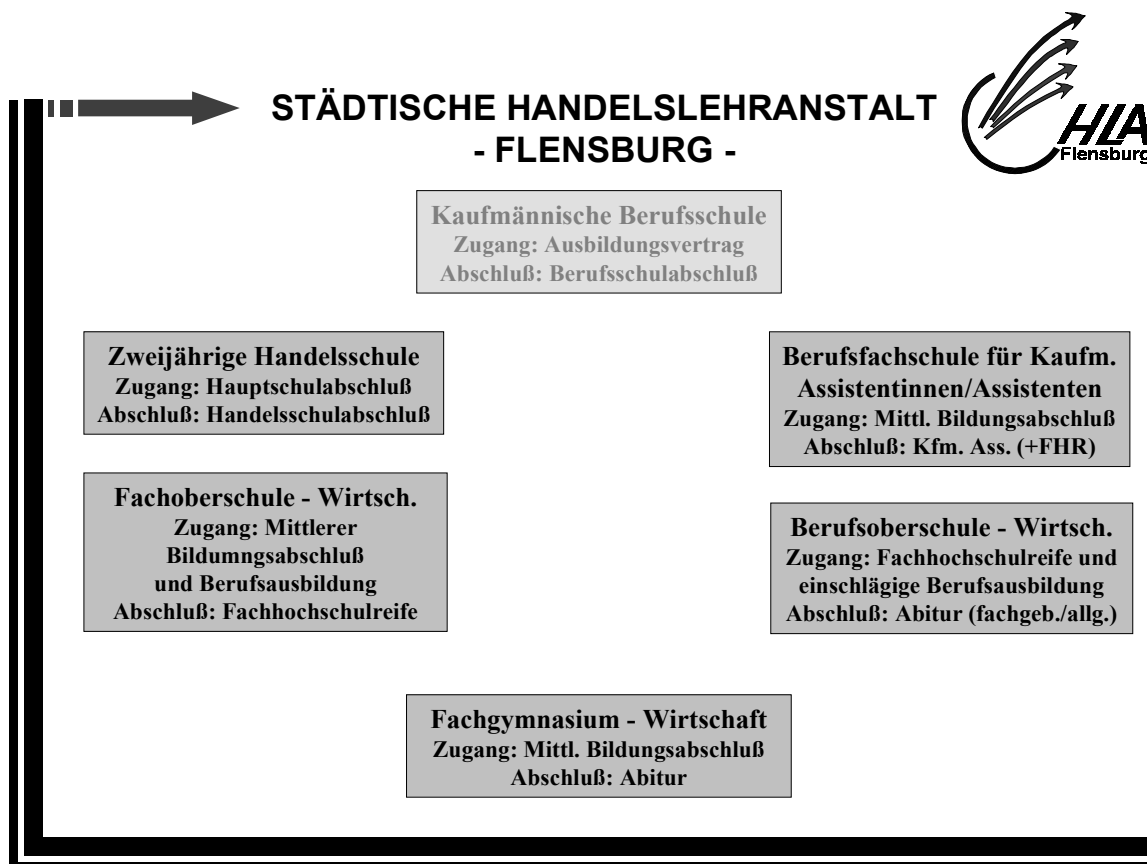 STÄDTISCHE HANDELSLEHRANSTALT
- FLENSBURG -
HLA
Flensburg
Kaufmännische Berufsschule
Zugang: Ausbildungsvertrag
Abschluß: Berufsschulabschluß
Zweijährige Handelsschule
Zugang: Hauptschulabschluß
Abschluß: Handelsschulabschluß
Berufsfachschule für Kaufm.
Assistentinnen/Assistenten
Zugang: Mittl. Bildungsabschluß
Abschluß: Kfm. Ass. (+FHR)
Fachoberschule - Wirtsch.
Zugang: Mittlerer
Bildumngsabschluß
und Berufsausbildung
Abschluß: Fachhochschulreife
Berufsoberschule - Wirtsch.
Zugang: Fachhochschulreife und
einschlägige Berufsausbildung
Abschluß: Abitur (fachgeb./allg.)
Fachgymnasium - Wirtschaft
Zugang: Mittl. Bildungsabschluß
Abschluß: Abitur